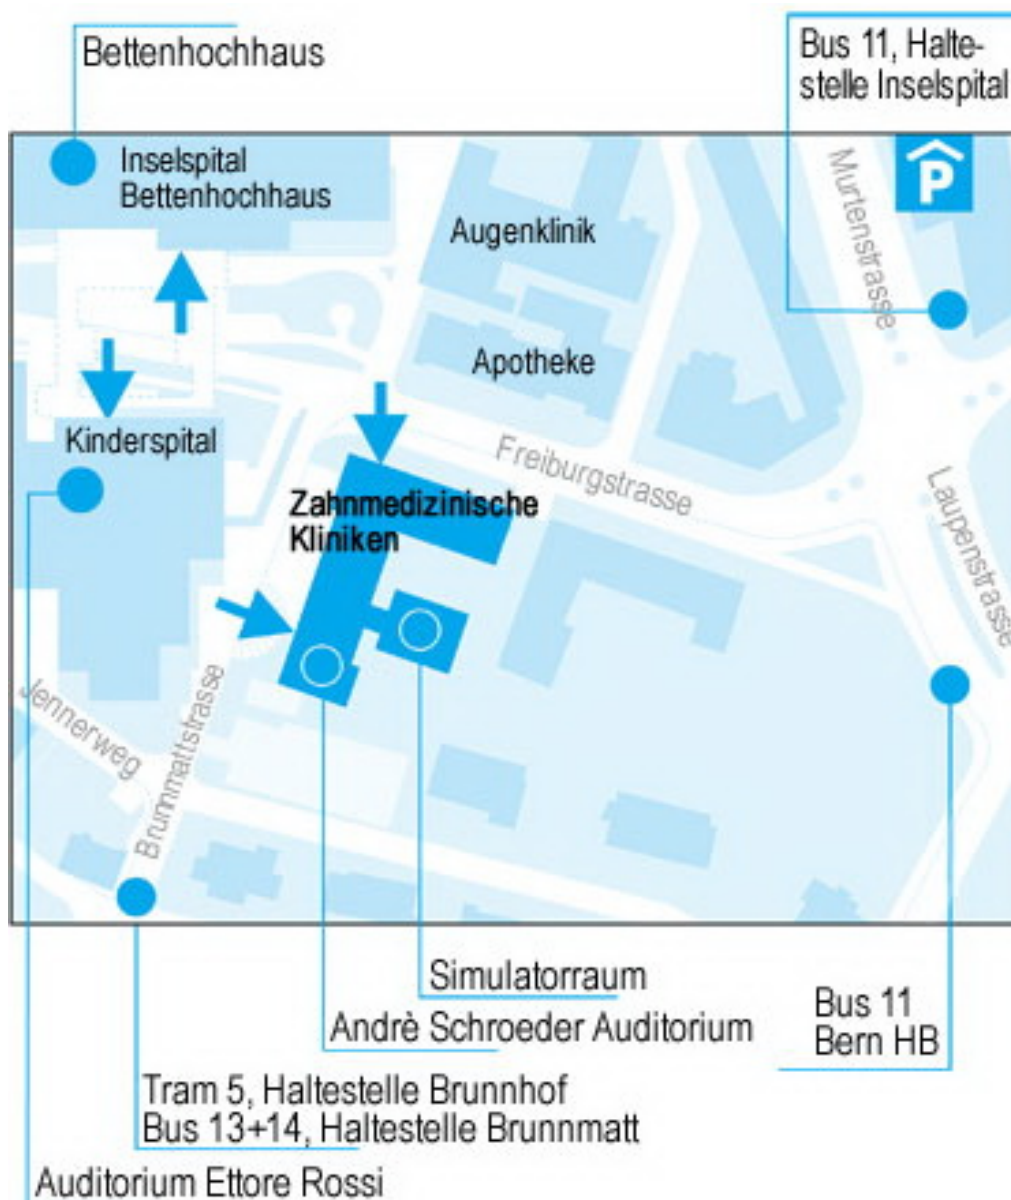 Bettenhochhaus
Bus 11, Halte-
stelle Inselspital
Inselspital
Bettenhochhaus
P
Murtenstrasse
Augenklinik
Apotheke
Kinderspital
Freiburgstrasse
Zahnmedizinische
Kliniken
Laupenstrasse
Jennerweg
Brunnmattstrasse
Simulatorraum
Andrè Schroeder Auditorium
Bus 11
Bern HB
Tram 5, Haltestelle Brunnhof
Bus 13+14, Haltestelle Brunnmatt
Auditorium Ettore Rossi